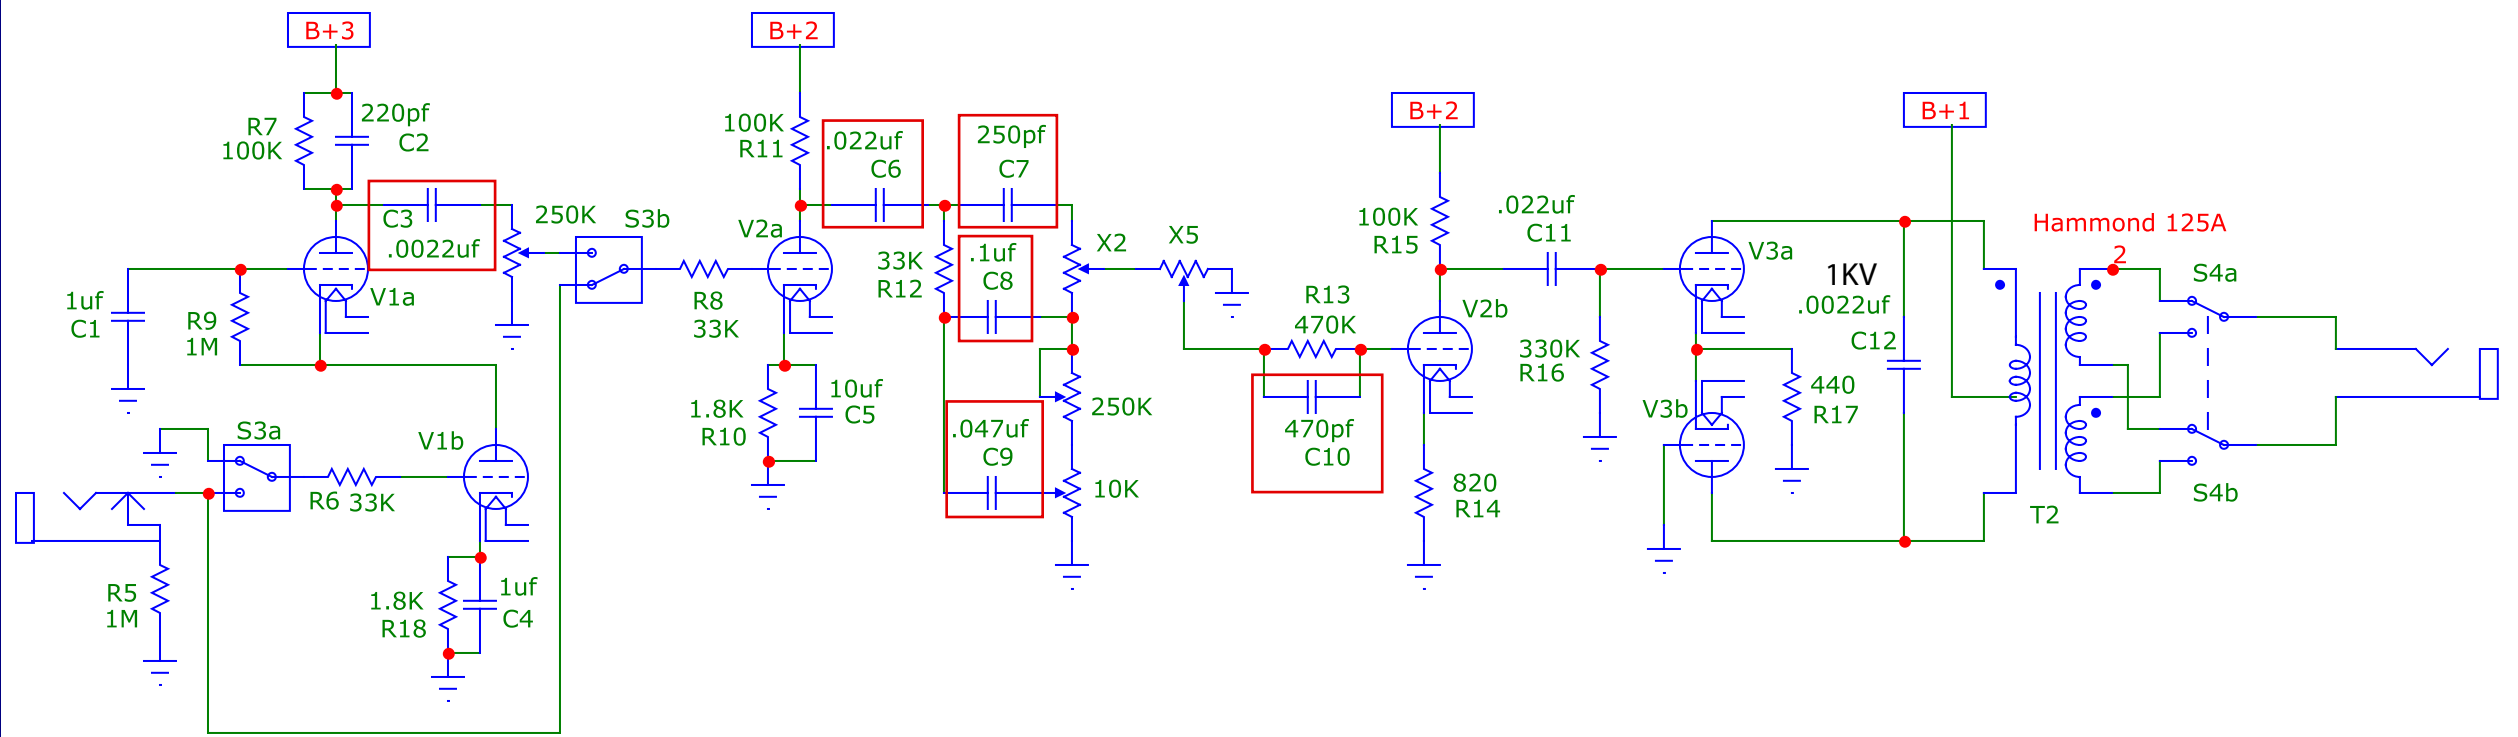 B+3
B+2
B+2
B+1
R7
100K
220pf
C2
C3
.0022uf
250K
S3b
V1a
1uf
C1
R9
1M
S3a
V1b
R6
33K
R5
1M
1.8K
R18
1uf
C4
100K
R11
.022uf
C6
250pf
C7
V2a
R8
33K
33K
R12
.1uf
C8
X2
X5
1.8K
R10
10uf
C5
.047uf
C9
250K
10K
R13
470K
470pf
C10
100K
R15
.022uf
C11
V2b
820
R14
330K
R16
V3a
1KV
.0022uf
C12
V3b
440
R17
Hammond 125A
2
S4a
S4b
T2